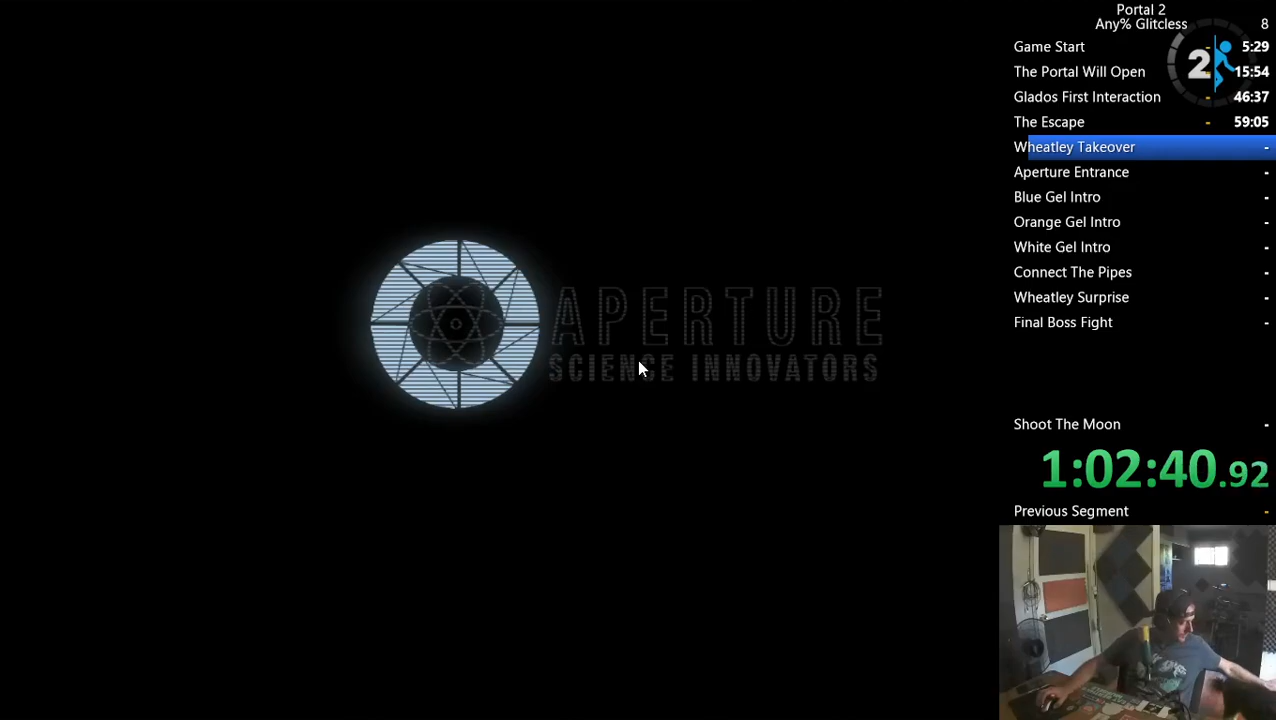 Portal 2
Any% Glitcless 8
Game Start - 5:29
The Portal Will Open - 15:54
Glados First Interaction - 46:37
The Escape - 59:05
Wheatley Takeover -
Aperture Entrance -
Blue Gel Intro -
Orange Gel Intro -
White Gel Intro -
Connect The Pipes -
Wheatley Surprise -
Final Boss Fight -
Shoot The Moon -
1:02:40.92
Previous Segment -
2
APERTURE
SCIENCE INNOVATORS